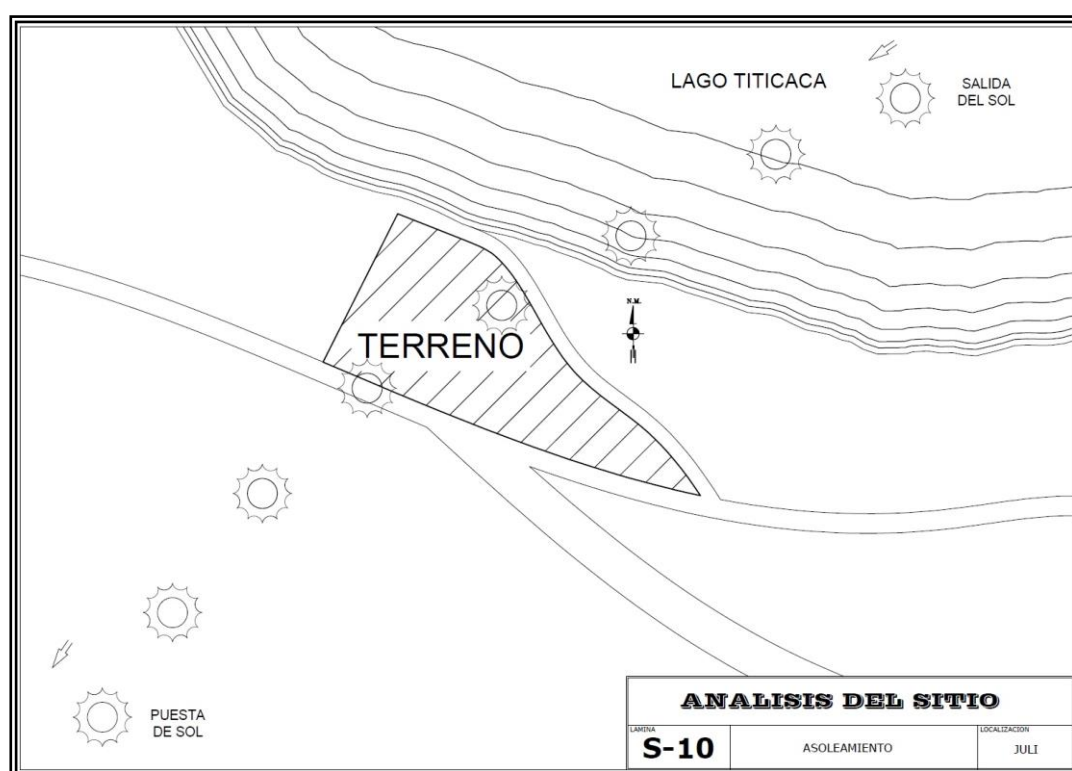 LAGO TITICACA
SALIDA
DEL SOL
N.M.
TERRENO
PUESTA
DE SOL
ANALISIS DEL SITIO
LAMINA
S-10
ASOLEAMIENTO
LOCALIZACION
JULI